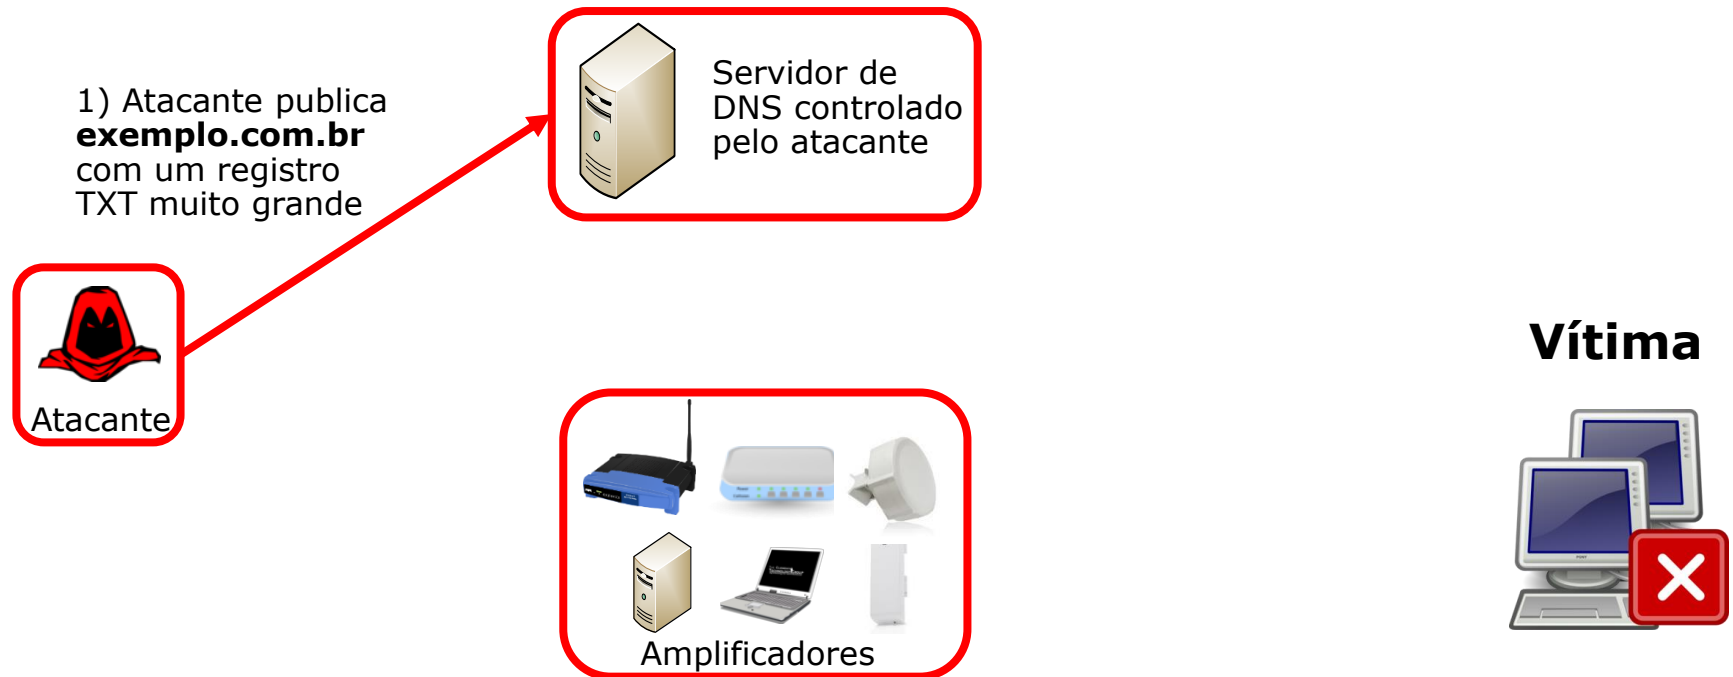 1) Atacante publica
exemplo.com.br
com um registro
TXT muito grande
Servidor de
DNS controlado
pelo atacante
Atacante
Vítima
Amplificadores